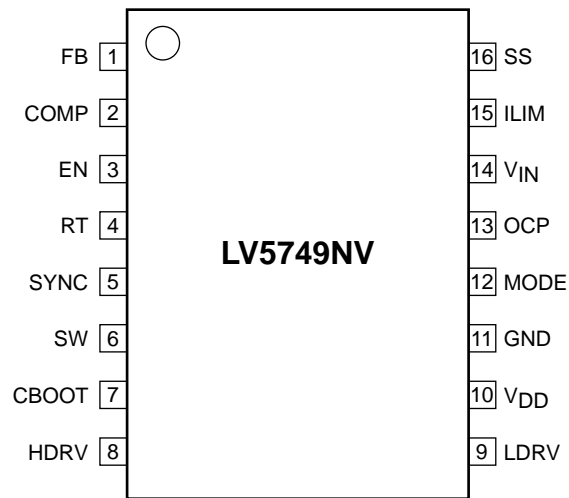 FB 1 16 SS
COMP 2 15 ILIM
EN 3 14 VIN
RT 4 13 OCP
LV5749NV
SYNC 5 12 MODE
SW 6 11 GND
CBOOT 7 10 VDD
HDRV 8 9 LDRV